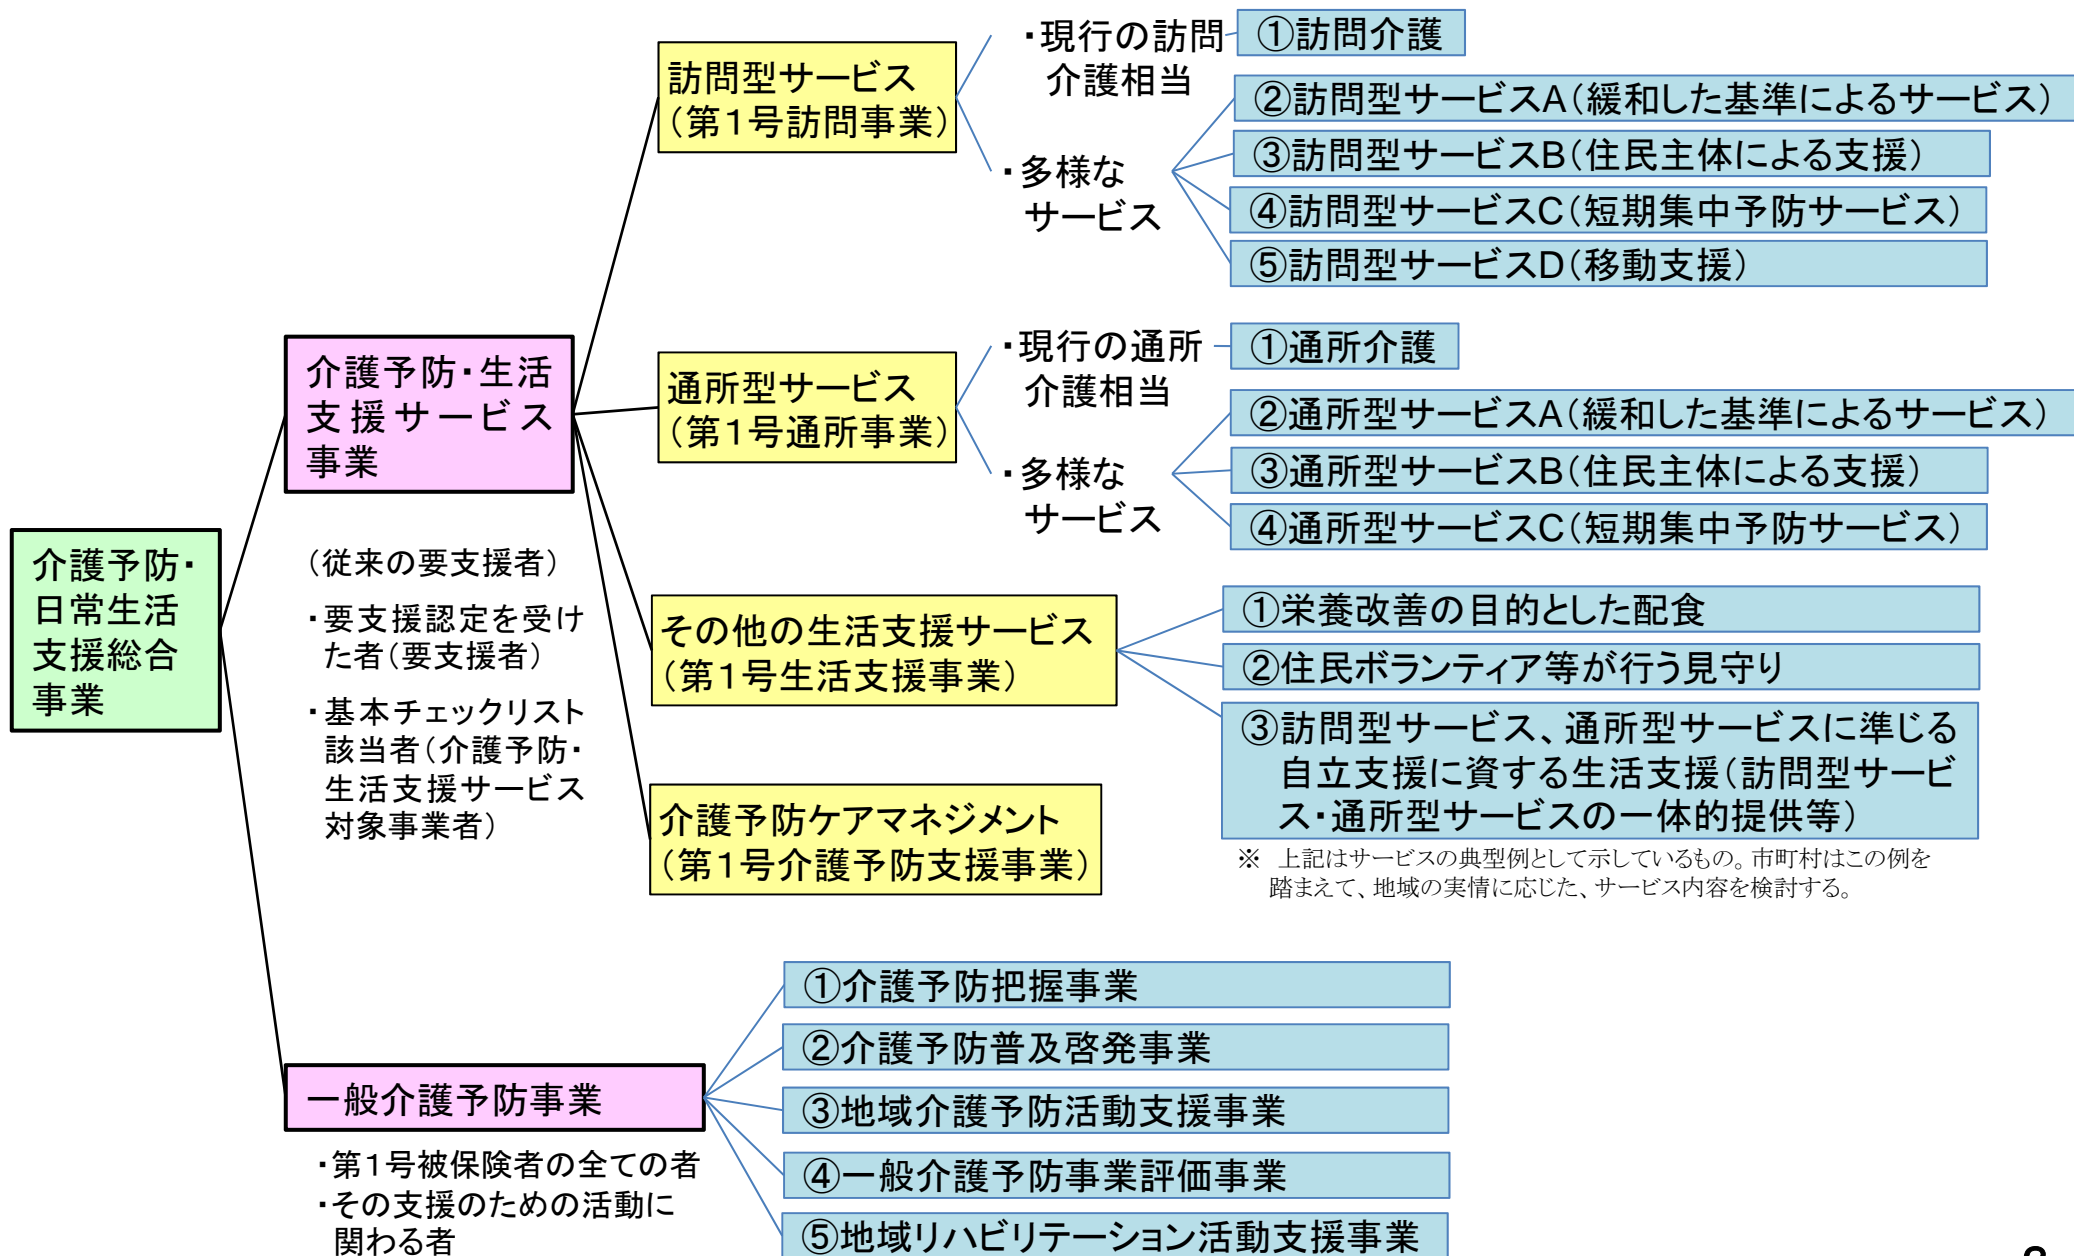 介護予防・
日常生活
支援総合
事業
介護予防・生活
支援サービス
事業
（従来の要支援者）
・要支援認定を受け
た者（要支援者）
・基本チェックリスト
該当者（介護予防・
生活支援サービス
対象事業者）
訪問型サービス
（第１号訪問事業）
・現行の訪問
介護相当
①訪問介護
・多様な
サービス
②訪問型サービスA（緩和した基準によるサービス）
③訪問型サービスB（住民主体による支援）
④訪問型サービスC（短期集中予防サービス）
⑤訪問型サービスD（移動支援）
通所型サービス
（第１号通所事業）
・現行の通所
介護相当
①通所介護
・多様な
サービス
②通所型サービスA（緩和した基準によるサービス）
③通所型サービスB（住民主体による支援）
④通所型サービスC（短期集中予防サービス）
その他の生活支援サービス
（第１号生活支援事業）
①栄養改善の目的とした配食
②住民ボランティア等が行う見守り
③訪問型サービス、通所型サービスに準じる
自立支援に資する生活支援（訪問型サービ
ス・通所型サービスの一体的提供等）
※　上記はサービスの典型例として示しているもの。市町村はこの例を
踏まえて、地域の実情に応じた、サービス内容を検討する。
介護予防ケアマネジメント
（第１号介護予防支援事業）
一般介護予防事業
・第１号被保険者の全ての者
・その支援のための活動に
関わる者
①介護予防把握事業
②介護予防普及啓発事業
③地域介護予防活動支援事業
④一般介護予防事業評価事業
⑤地域リハビリテーション活動支援事業